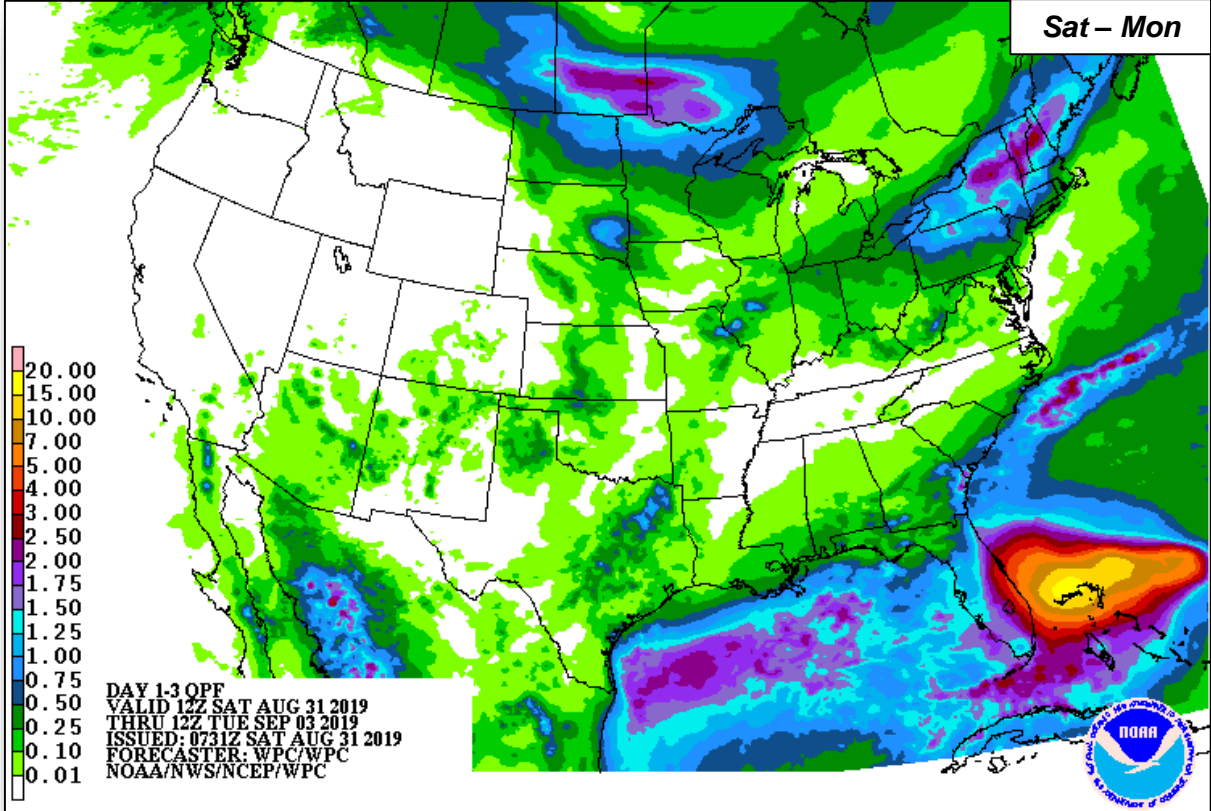 Sat – Mon
20.00
15.00
10.00
7.00
5.00
4.00
3.00
2.50
2.00
1.75
1.50
1.25
1.00
0.75
0.50
0.25
0.10
0.01
DAY 1-3 QPF
VALID 12Z SAT AUG 31 2019
THRU 12Z TUE SEP 03 2019
ISSUED: 0731Z SAT AUG 31 2019
FORECASTER: WPC/WPC
NOAA/NWS/NCEP/WPC
NOAA